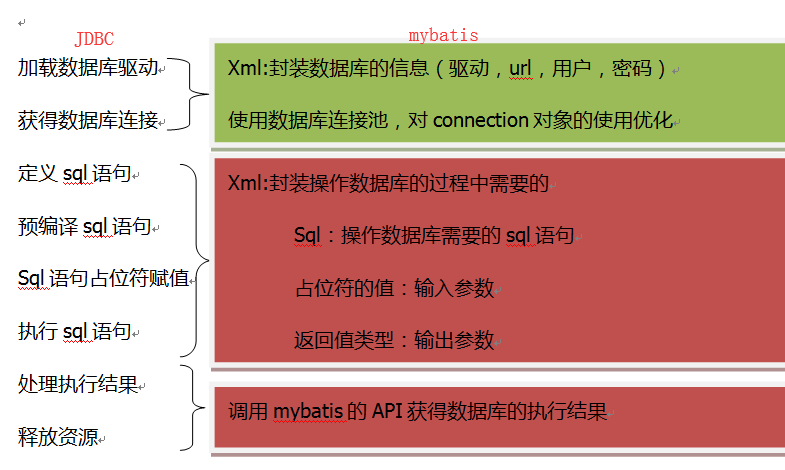 JDBC
mybatis
加载数据库驱动
获得数据库连接
定义 sql 语句
预编译 sql 语句
Sql 语句占位符赋值
执行 sql 语句
处理执行结果
释放资源
Xml:封装数据库的信息（驱动，url，用户，密码）
使用数据库连接池，对 connection 对象的使用优化
Xml:封装操作数据库的过程中需要的
Sql：操作数据库需要的 sql 语句
占位符的值：输入参数
返回值类型：输出参数
调用 mybatis 的 API 获得数据库的执行结果